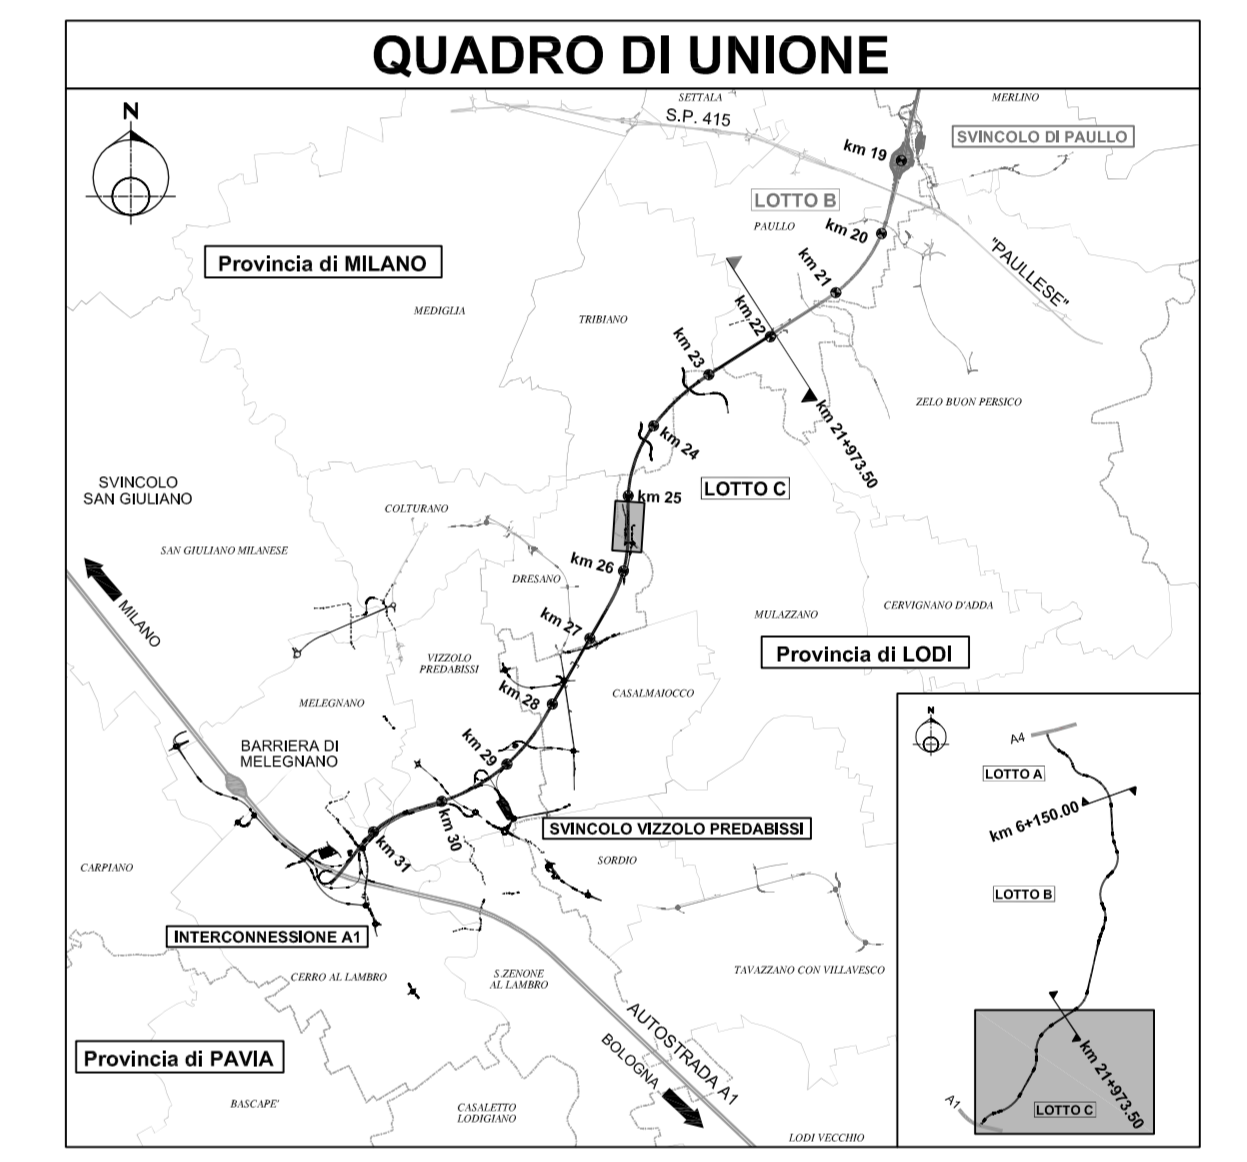 QUADRO DI UNIONE
N
SETTALA
S.P. 415
MERLINO
SVINCOLO DI PAULLO
km 19
LOTTO B
PAULLO
km 20
Provincia di MILANO
"PAULLESE"
km 21
MEDIGLIA
TRIBIANO
km 22
km 23
ZELO BUON PERSICO
km 21+973.50
km 24
SVINCOLO
SAN GIULIANO
LOTTO C
km 25
COLTURANO
SAN GIULIANO MILANESE
km 26
DRESANO
MILANO
CERVIGNANO D'ADDA
MULAZZANO
km 27
Provincia di LODI
VIZZOLO
PREDABISSI
km 28
CASALMAIOCCO
MELEGNANO
BARRIERA DI
MELEGNANO
km 29
km 30
SVINCOLO VIZZOLO PREDABISSI
km 31
SORDIO
CARPIANO
INTERCONNESSIONE A1
CERRO AL LAMBRO
S.ZENONE
AL LAMBRO
TAVAZZANO CON VILLAVESCO
AUTOSTRADA A1
BOLOGNA
Provincia di PAVIA
BASCAPE'
CASALETTO
LODIGIANO
LODI VECCHIO
N
A4
LOTTO A
km 6+150.00
LOTTO B
km 21+973.50
A1
LOTTO C